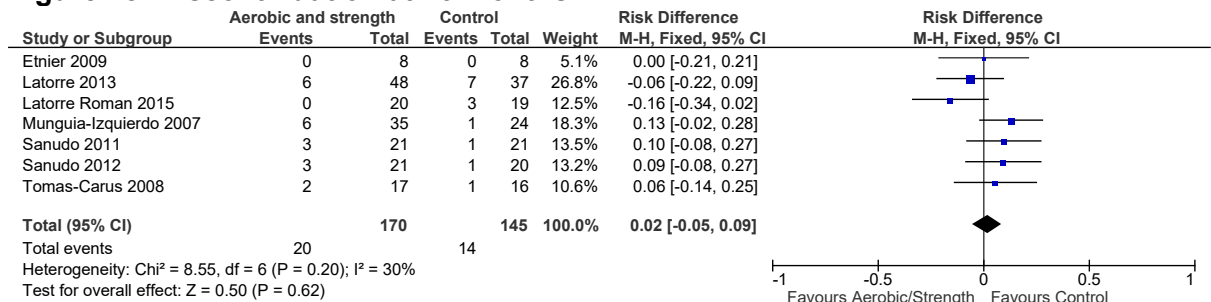 Aerobic and strength Control Risk Difference Risk Difference
Study or Subgroup Events Total Events Total Weight M-H, Fixed, 95% CI M-H, Fixed, 95% CI
Etnier 2009 0 8 0 8 5.1% 0.00 [-0.21, 0.21]
Latorre 2013 6 48 7 37 26.8% -0.06 [-0.22, 0.09]
Latorre Roman 2015 0 20 3 19 12.5% -0.16 [-0.34, 0.02]
Munguia-Izquierdo 2007 6 35 1 24 18.3% 0.13 [-0.02, 0.28]
Sanudo 2011 3 21 1 21 13.5% 0.10 [-0.08, 0.27]
Sanudo 2012 3 21 1 20 13.2% 0.09 [-0.08, 0.27]
Tomas-Carus 2008 2 17 1 16 10.6% 0.06 [-0.14, 0.25]
Total (95% CI) 170 145 100.0% 0.02 [-0.05, 0.09]
Total events 20 14
Heterogeneity: Chi² = 8.55, df = 6 (P = 0.20); I² = 30%
Test for overall effect: Z = 0.50 (P = 0.62)
-1 -0.5 0 0.5 1
Favours Aerobic/Strength Favours Control